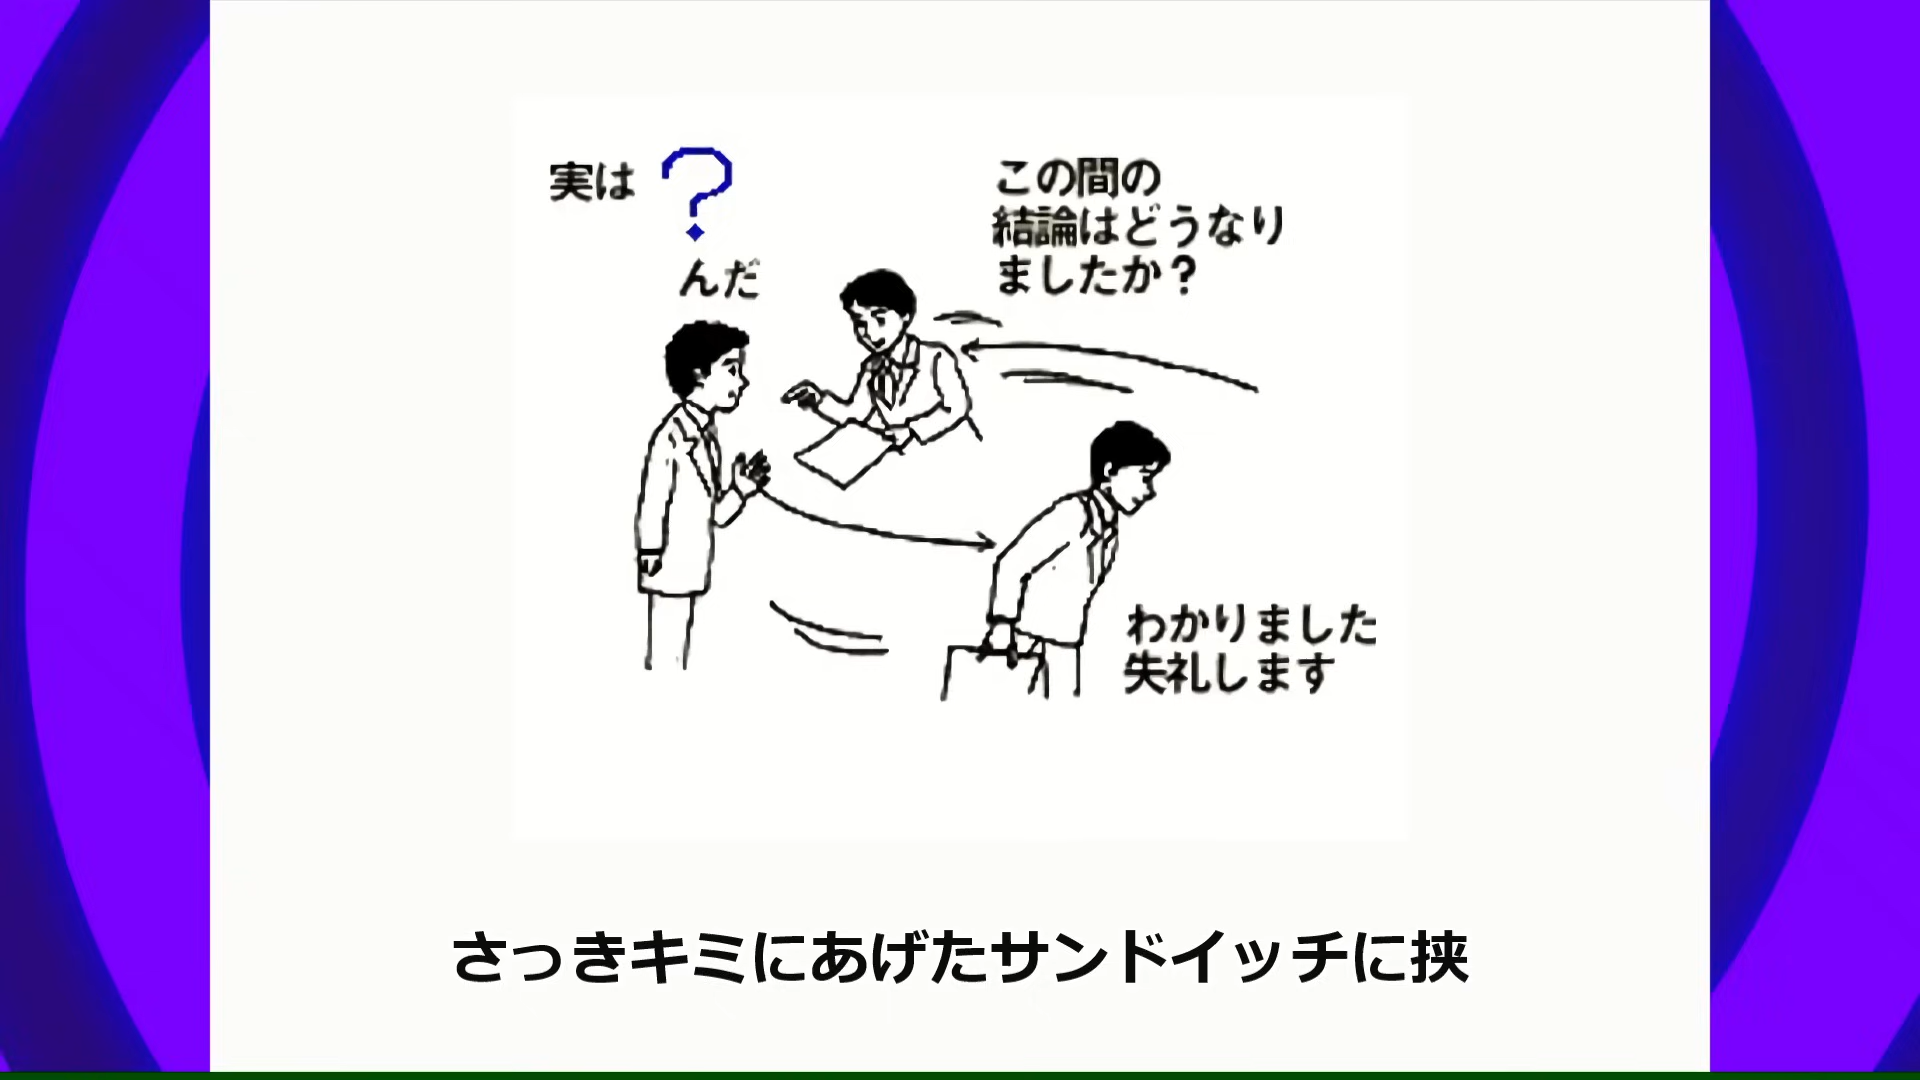 実は
?
んだ
この間の
結論はどうなり
ましたか？
わかりました
失礼します
さっきキミにあげたサンドイッチに挟